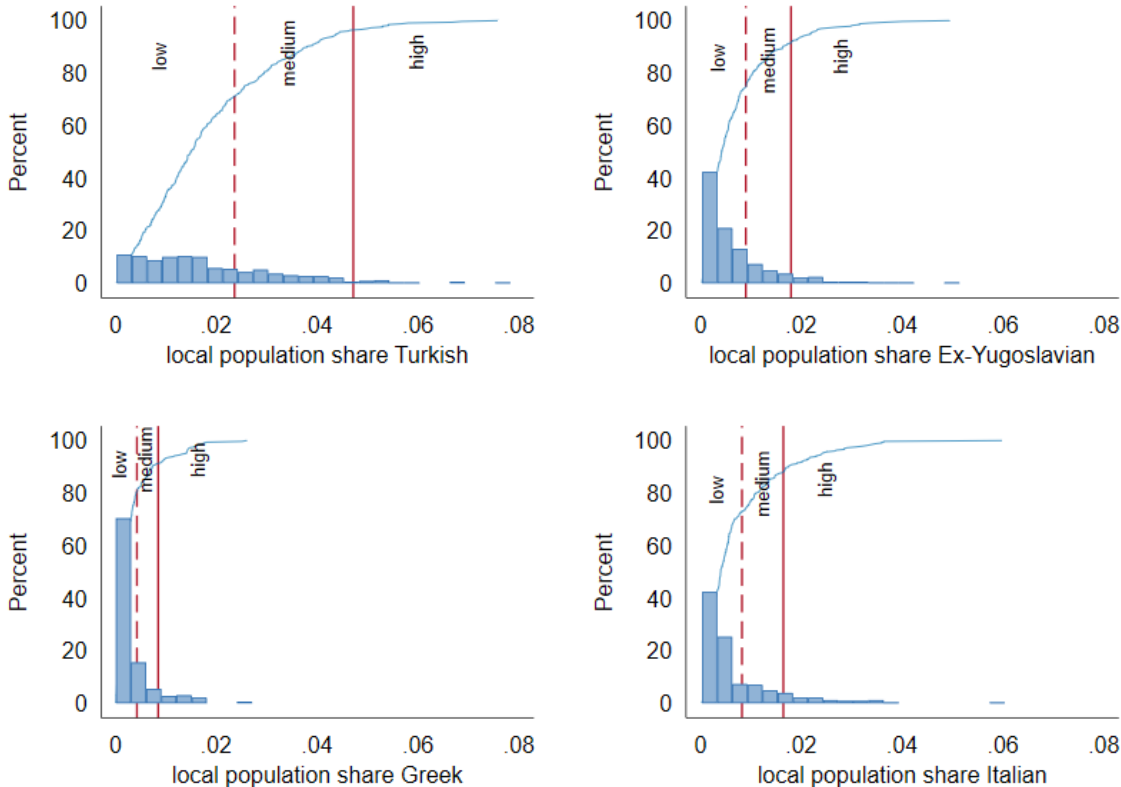 100
80
60
40
20
0
Percent
low
medium
high
0 .02 .04 .06 .08
local population share Turkish
100
80
60
40
20
0
Percent
low
medium
high
0 .02 .04 .06 .08
local population share Ex-Yugoslavian
100
80
60
40
20
0
Percent
low
medium
high
0 .02 .04 .06 .08
local population share Greek
100
80
60
40
20
0
Percent
low
medium
high
0 .02 .04 .06 .08
local population share Italian